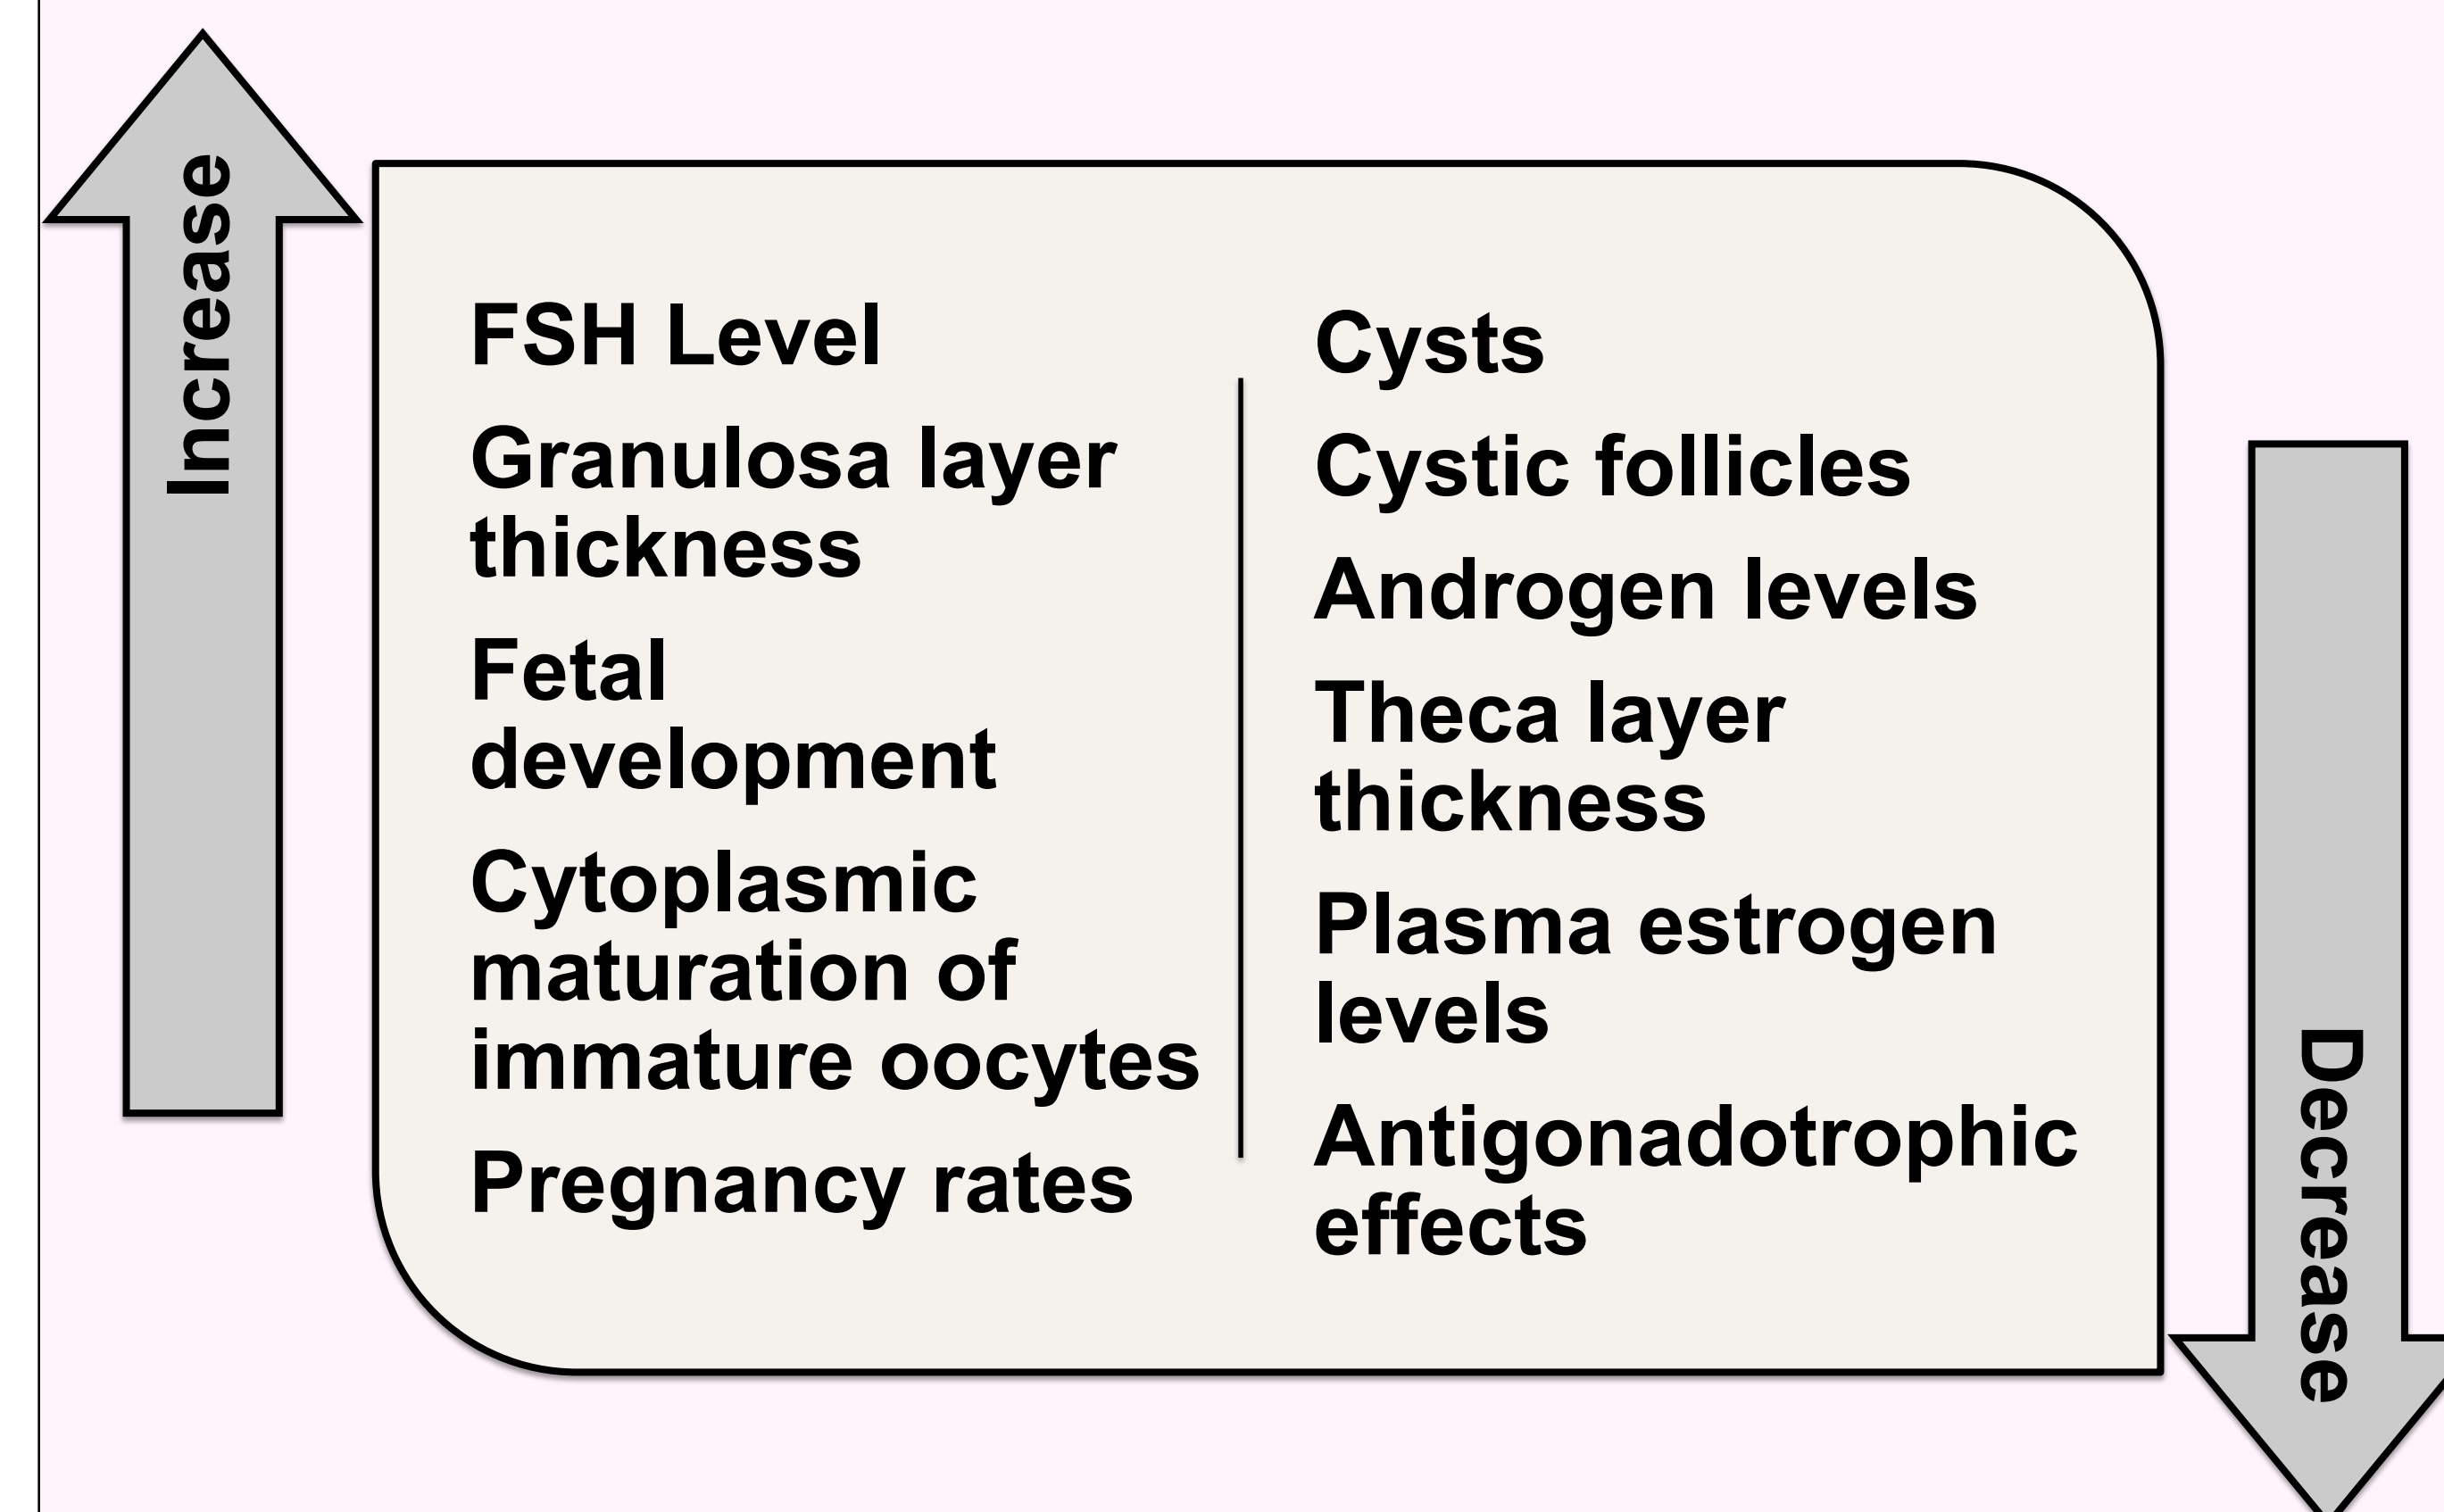 Increase
FSH Level
Granulosa layer
thickness
Fetal
development
Cytoplasmic
maturation of
immature oocytes
Pregnancy rates
Cysts
Cystic follicles
Androgen levels
Theca layer
thickness
Plasma estrogen
levels
Antigonadotrophic
effects
Decrease